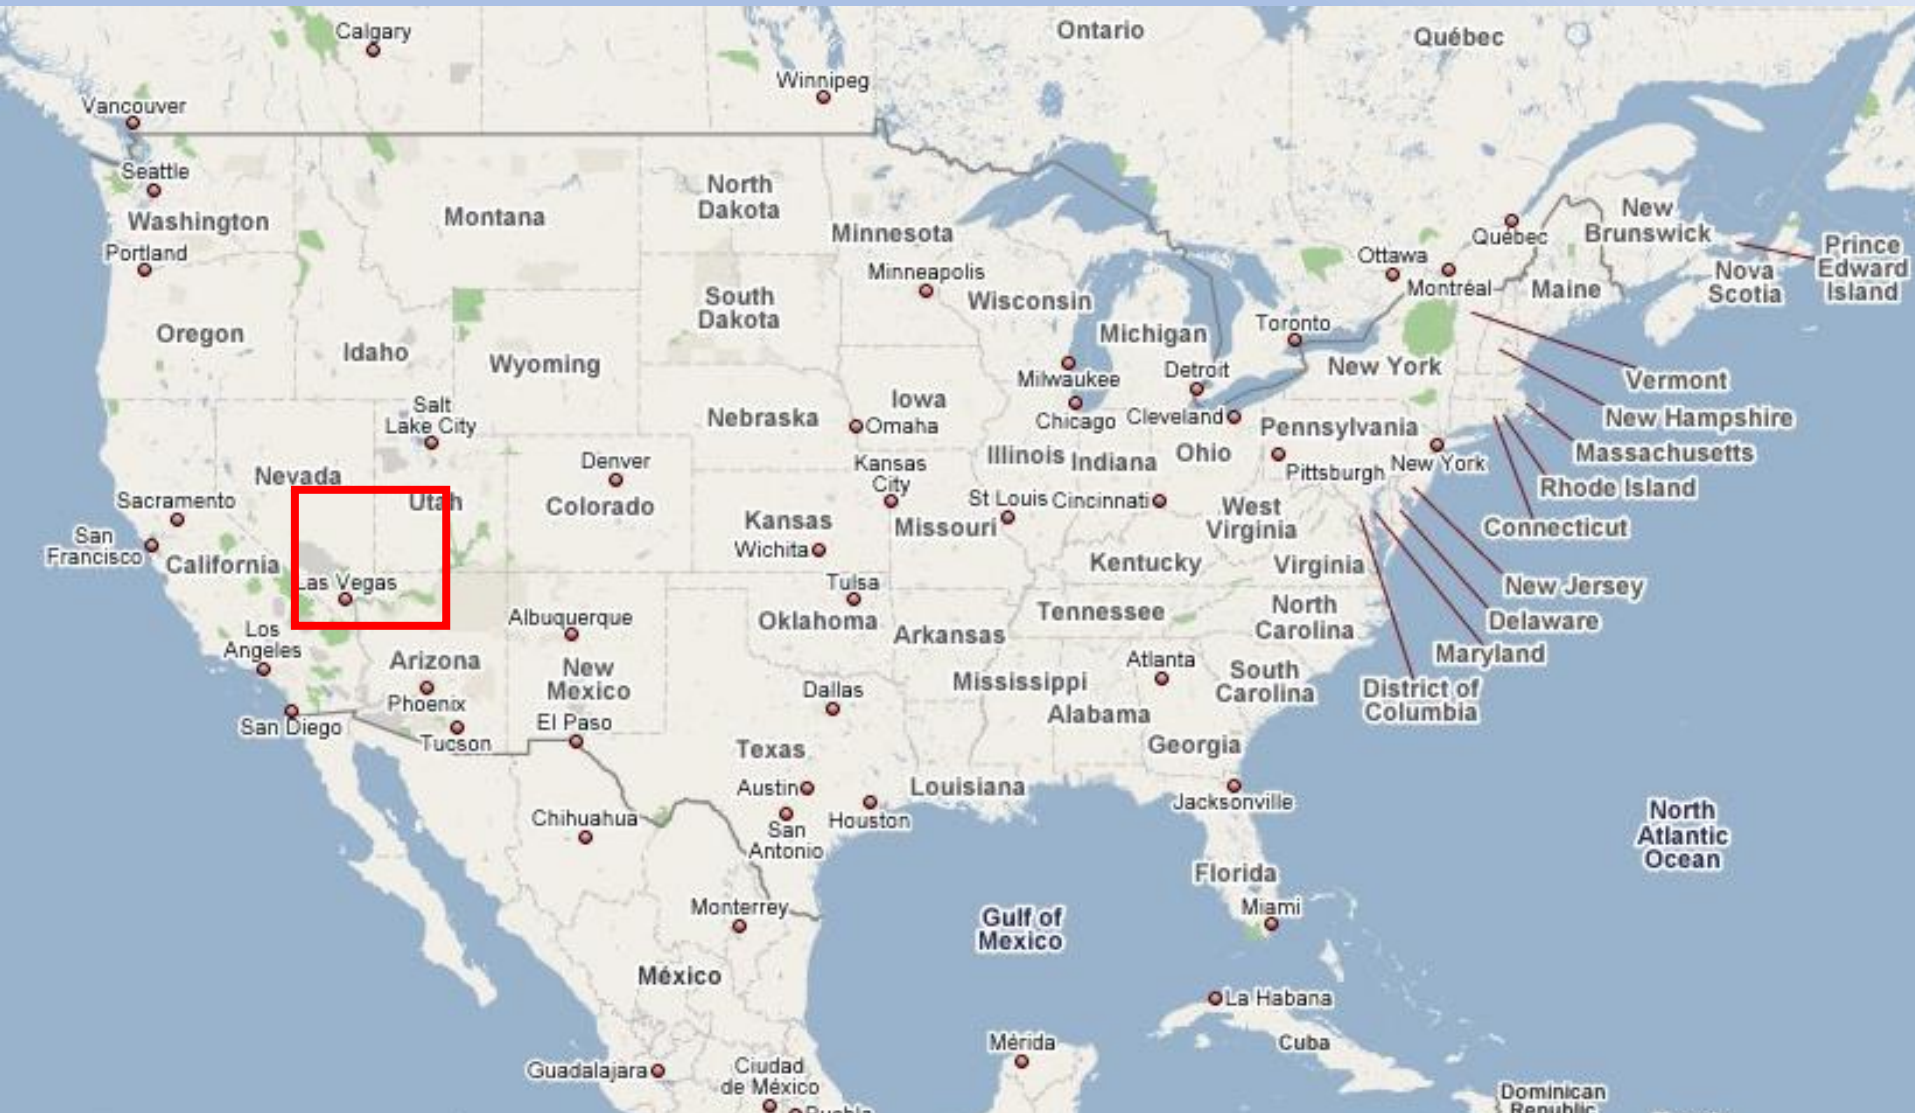 Calgary
Ontario
Québec
Winnipeg
Vancouver
Seattle
Washington
Portland
Montana
North
Dakota
Minnesota
Minneapolis
Wisconsin
Ottawa
Québec
Montréal
New
Brunswick
Maine
Nova
Scotia
Prince
Edward
Island
Oregon
Idaho
Wyoming
South
Dakota
Michigan
Toronto
Milwaukee
Detroit
New York
Vermont
New Hampshire
Massachusetts
Rhode Island
Connecticut
Salt
Lake City
Nebraska
Iowa
Omaha
Chicago
Cleveland
Pennsylvania
Illinois
Indiana
Ohio
Pittsburgh
New York
Nevada
Utah
Denver
Colorado
Kansas
City
St Louis
Cincinnati
West
Virginia
Sacramento
San
Francisco
California
Las Vegas
Kansas
Wichita
Missouri
Kentucky
Virginia
New Jersey
Delaware
Maryland
District of
Columbia
Tulsa
Oklahoma
Arkansas
Tennessee
North
Carolina
Los
Angeles
Arizona
Phoenix
Albuquerque
New
Mexico
El Paso
Dallas
Mississippi
Alabama
Atlanta
South
Carolina
Georgia
San Diego
Tucson
Texas
Austin
San
Antonio
Houston
Louisiana
Jacksonville
Chihuahua
Florida
Miami
North
Atlantic
Ocean
Monterrey
Gulf of
Mexico
México
La Habana
Cuba
Mérida
Guadalajara
Ciudad
de México
Dominican
Republic